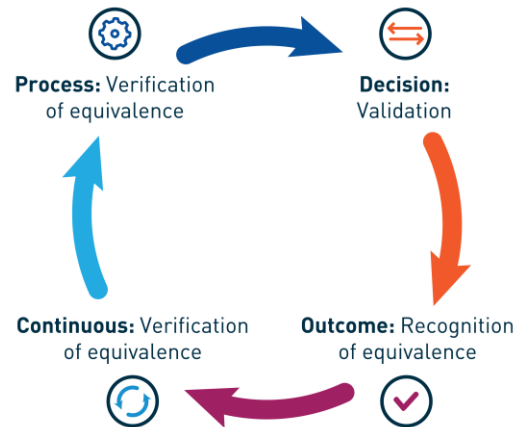 Process: Verification
of equivalence
Decision:
Validation
Continuous: Verification
of equivalence
Outcome: Recognition
of equivalence